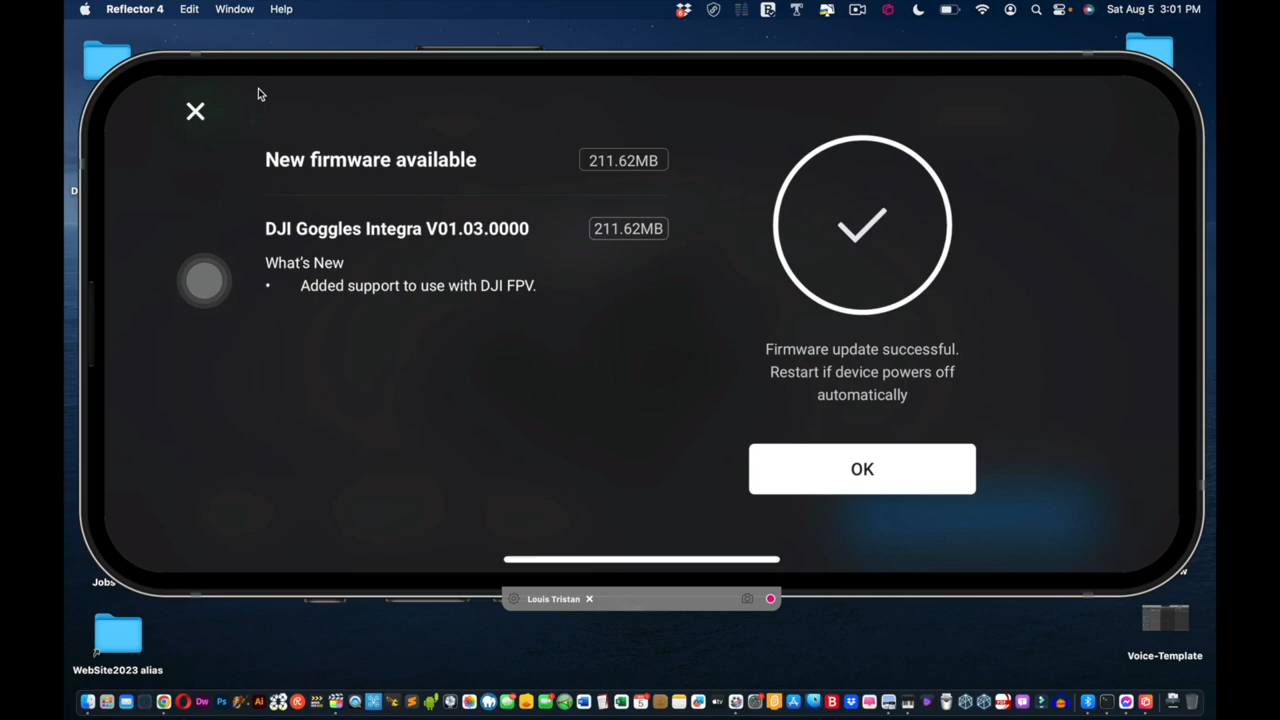 Reflector 4 Edit Window Help
Sat Aug 5 3:01 PM
New firmware available 211.62MB
DJI Goggles Integra V01.03.0000 211.62MB
What's New
• Added support to use with DJI FPV.
Firmware update successful.
Restart if device powers off
automatically
OK
D
Jobs
Louis Tristan
WebSite2023 alias
Voice-Template